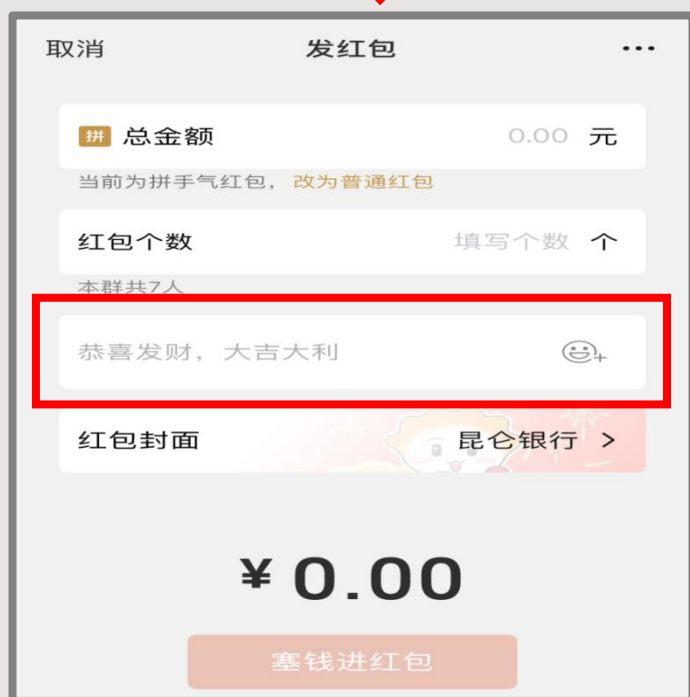 取消 发红包 ...
拼 总金额 0.00 元
当前为拼手气红包，改为普通红包
红包个数 填写个数 个
本群共7人
恭喜发财，大吉大利
红包封面 昆仑银行 >
¥ 0.00
塞钱进红包